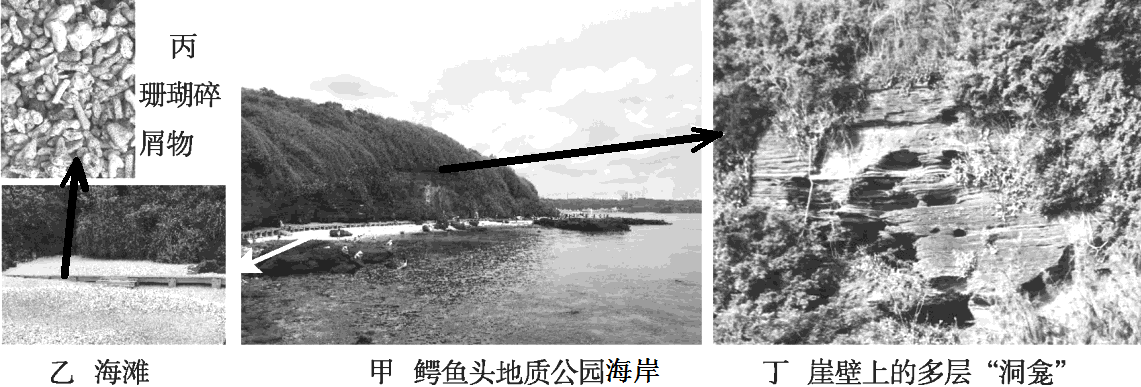 丙
珊瑚碎
屑物
乙 海滩
甲 鳄鱼头地质公园海岸
丁 崖壁上的多层“洞龛”